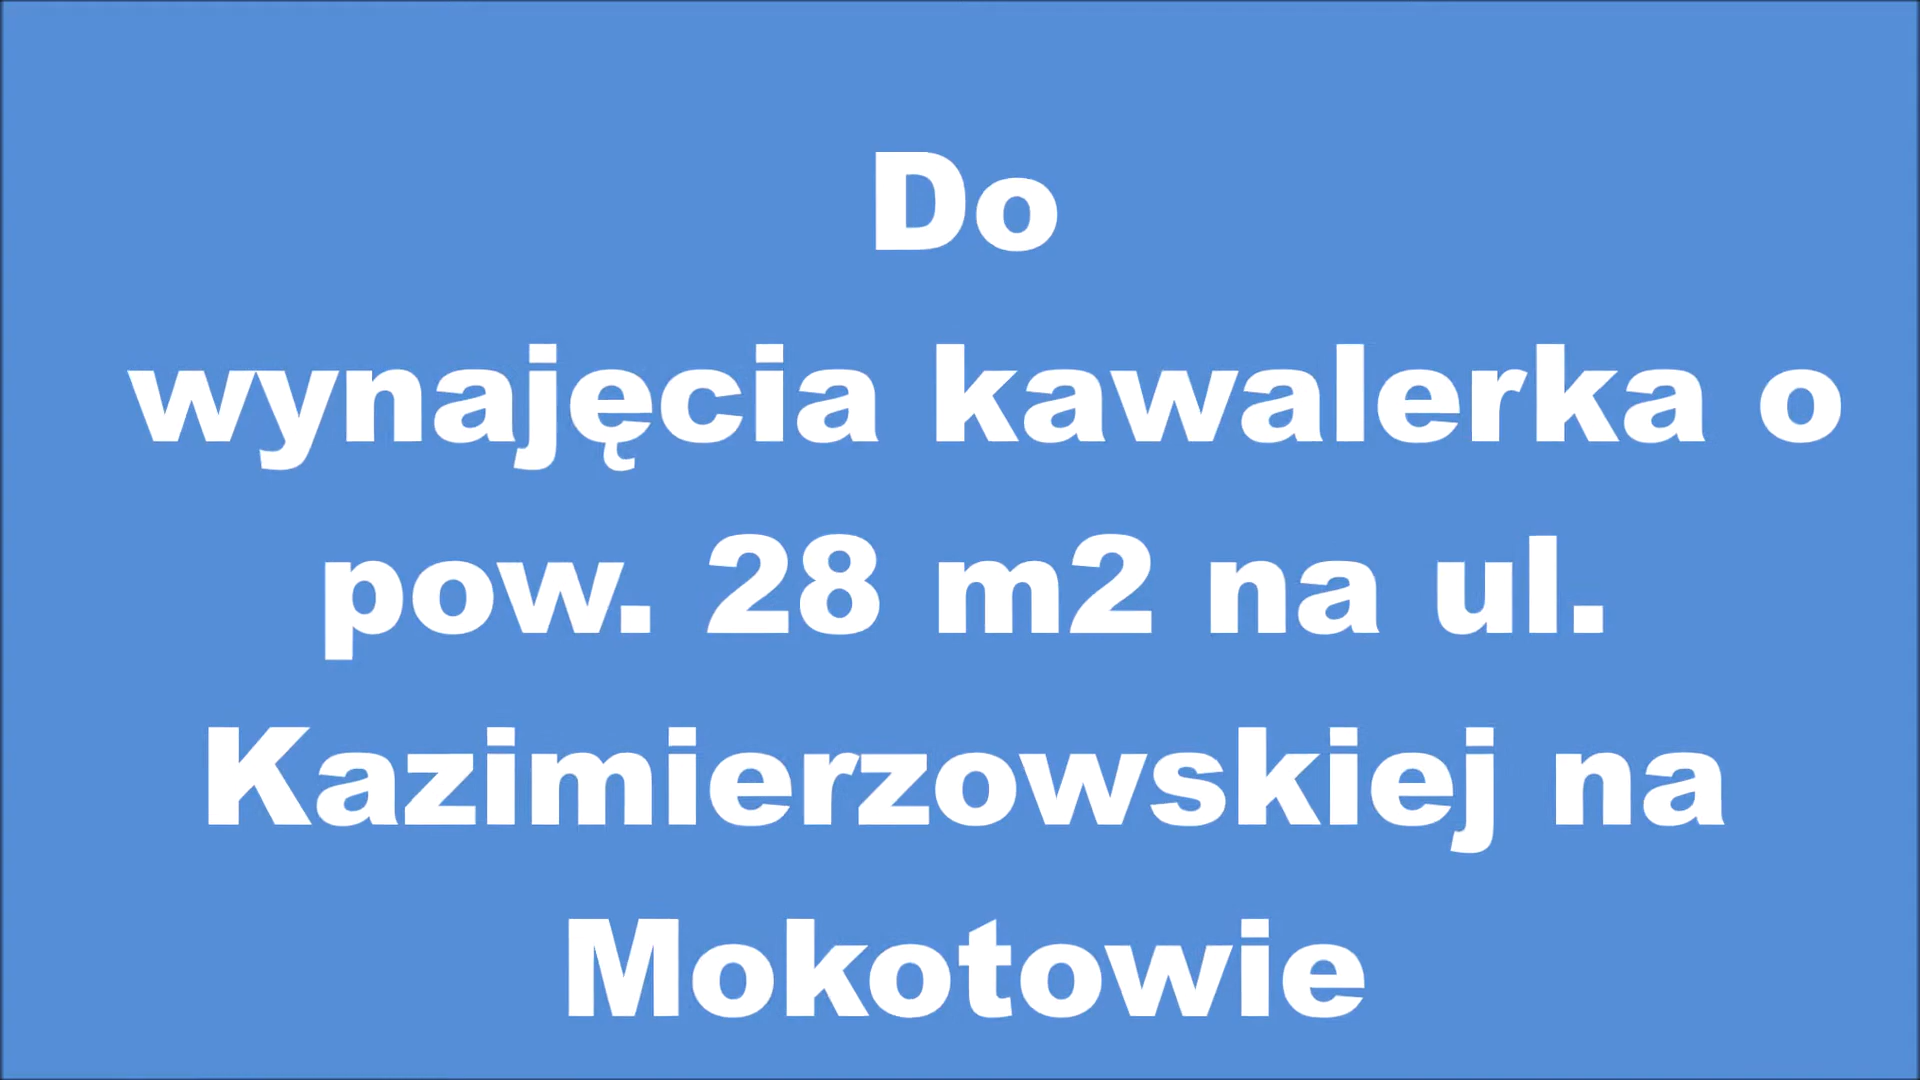 Do
wynajęcia kawalerka o
pow. 28 m2 na ul.
Kazimierzowskiej na
Mokotowie